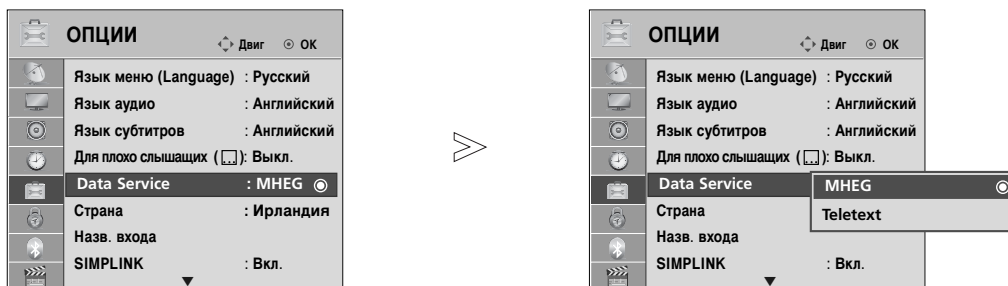 ОПЦИИ
Двиг ОК
Язык меню (Language) : Русский
Язык аудио : Английский
Язык субтитров : Английский
Для плохо слышащих (...): Выкл.
Data Service : MHEG
Страна : Ирландия
Назв. входа
SIMPLINK : Вкл.
ОПЦИИ
Двиг ОК
Язык меню (Language) : Русский
Язык аудио : Английский
Язык субтитров : Английский
Для плохо слышащих (...): Выкл.
Data Service MHEG
Страна Teletext
Назв. входа
SIMPLINK : Вкл.